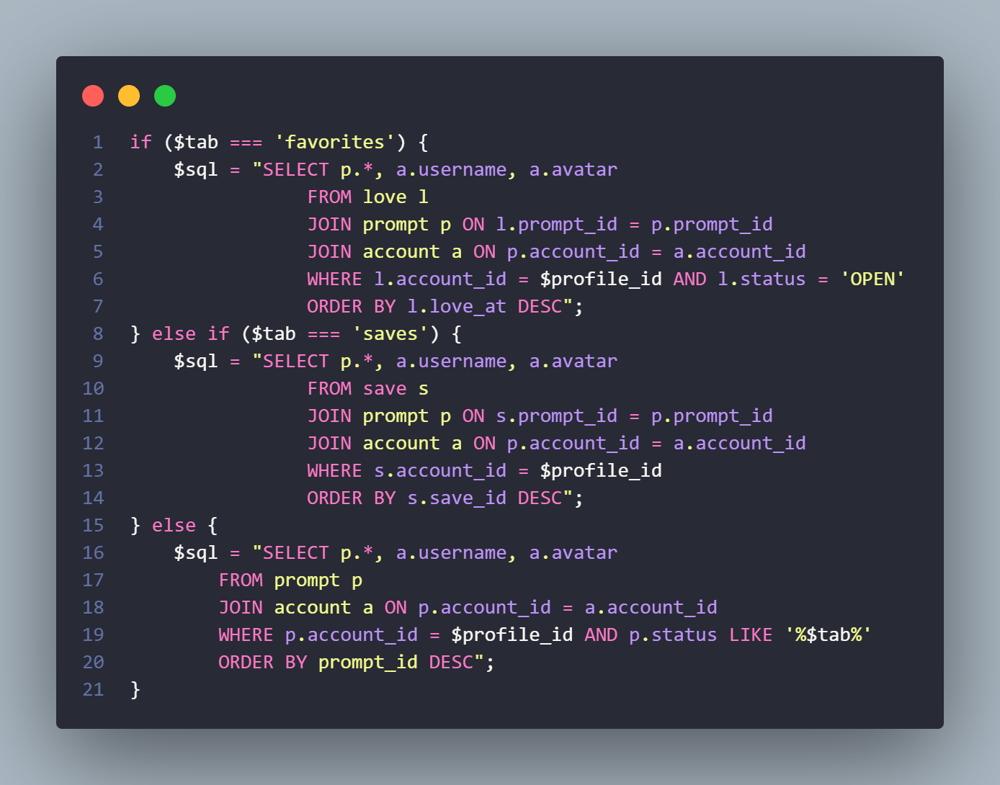 1 if ($tab === 'favorites') {
2     $sql = "SELECT p.*, a.username, a.avatar
3                 FROM love l
4                 JOIN prompt p ON l.prompt_id = p.prompt_id
5                 JOIN account a ON p.account_id = a.account_id
6                 WHERE l.account_id = $profile_id AND l.status = 'OPEN'
7                 ORDER BY l.love_at DESC";
8 } else if ($tab === 'saves') {
9     $sql = "SELECT p.*, a.username, a.avatar
10                 FROM save s
11                 JOIN prompt p ON s.prompt_id = p.prompt_id
12                 JOIN account a ON p.account_id = a.account_id
13                 WHERE s.account_id = $profile_id
14                 ORDER BY s.save_id DESC";
15 } else {
16     $sql = "SELECT p.*, a.username, a.avatar
17         FROM prompt p
18         JOIN account a ON p.account_id = a.account_id
19         WHERE p.account_id = $profile_id AND p.status LIKE '%$tab%'
20         ORDER BY prompt_id DESC";
21 }